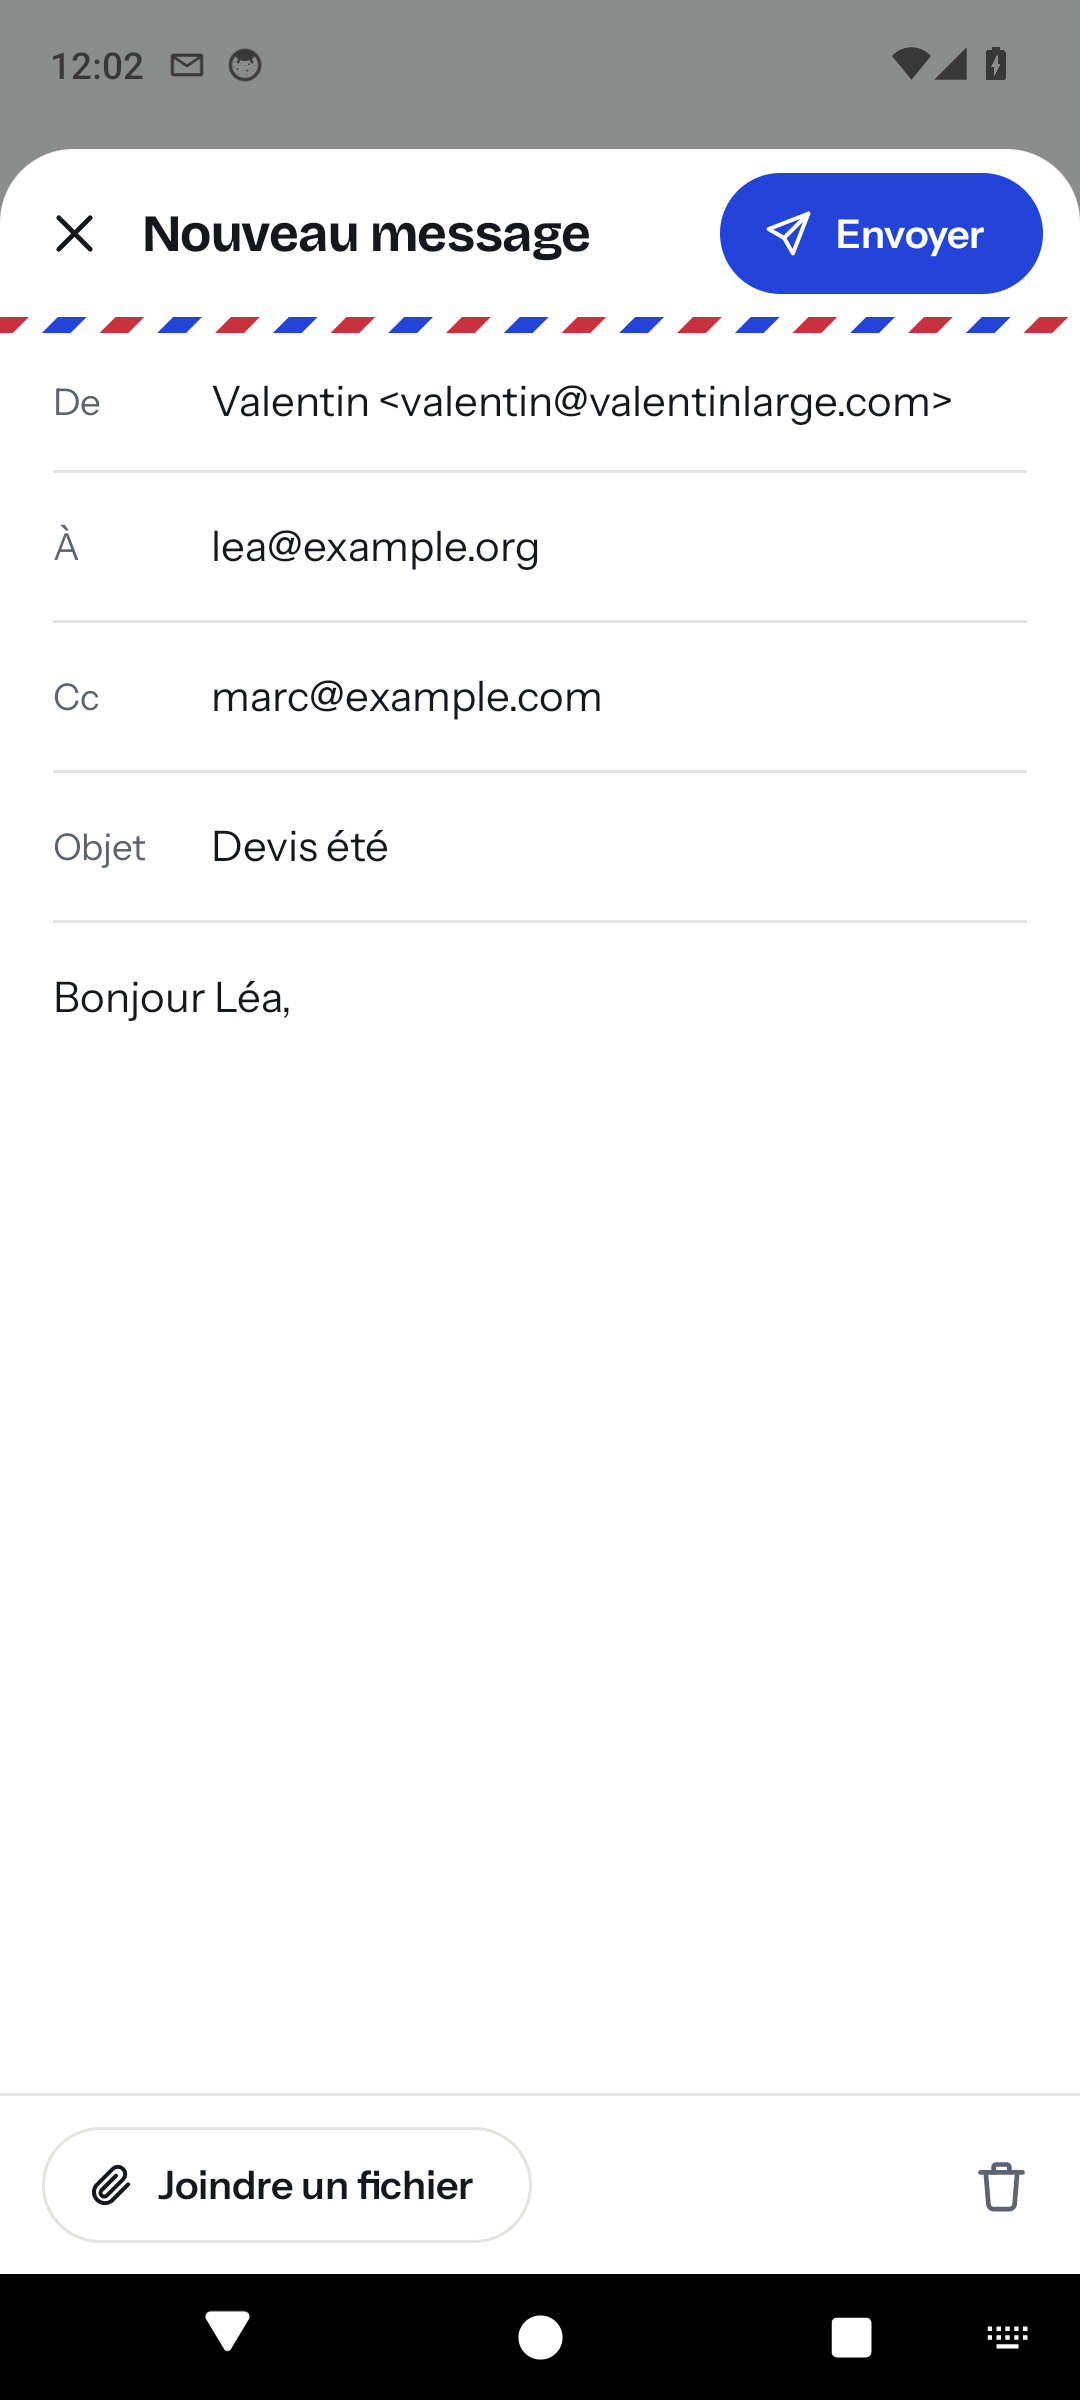 12:02
Nouveau message
Envoyer
De Valentin <valentin@valentinlarge.com>
À lea@example.org
Cc marc@example.com
Objet Devis été
Bonjour Léa,
Joindre un fichier